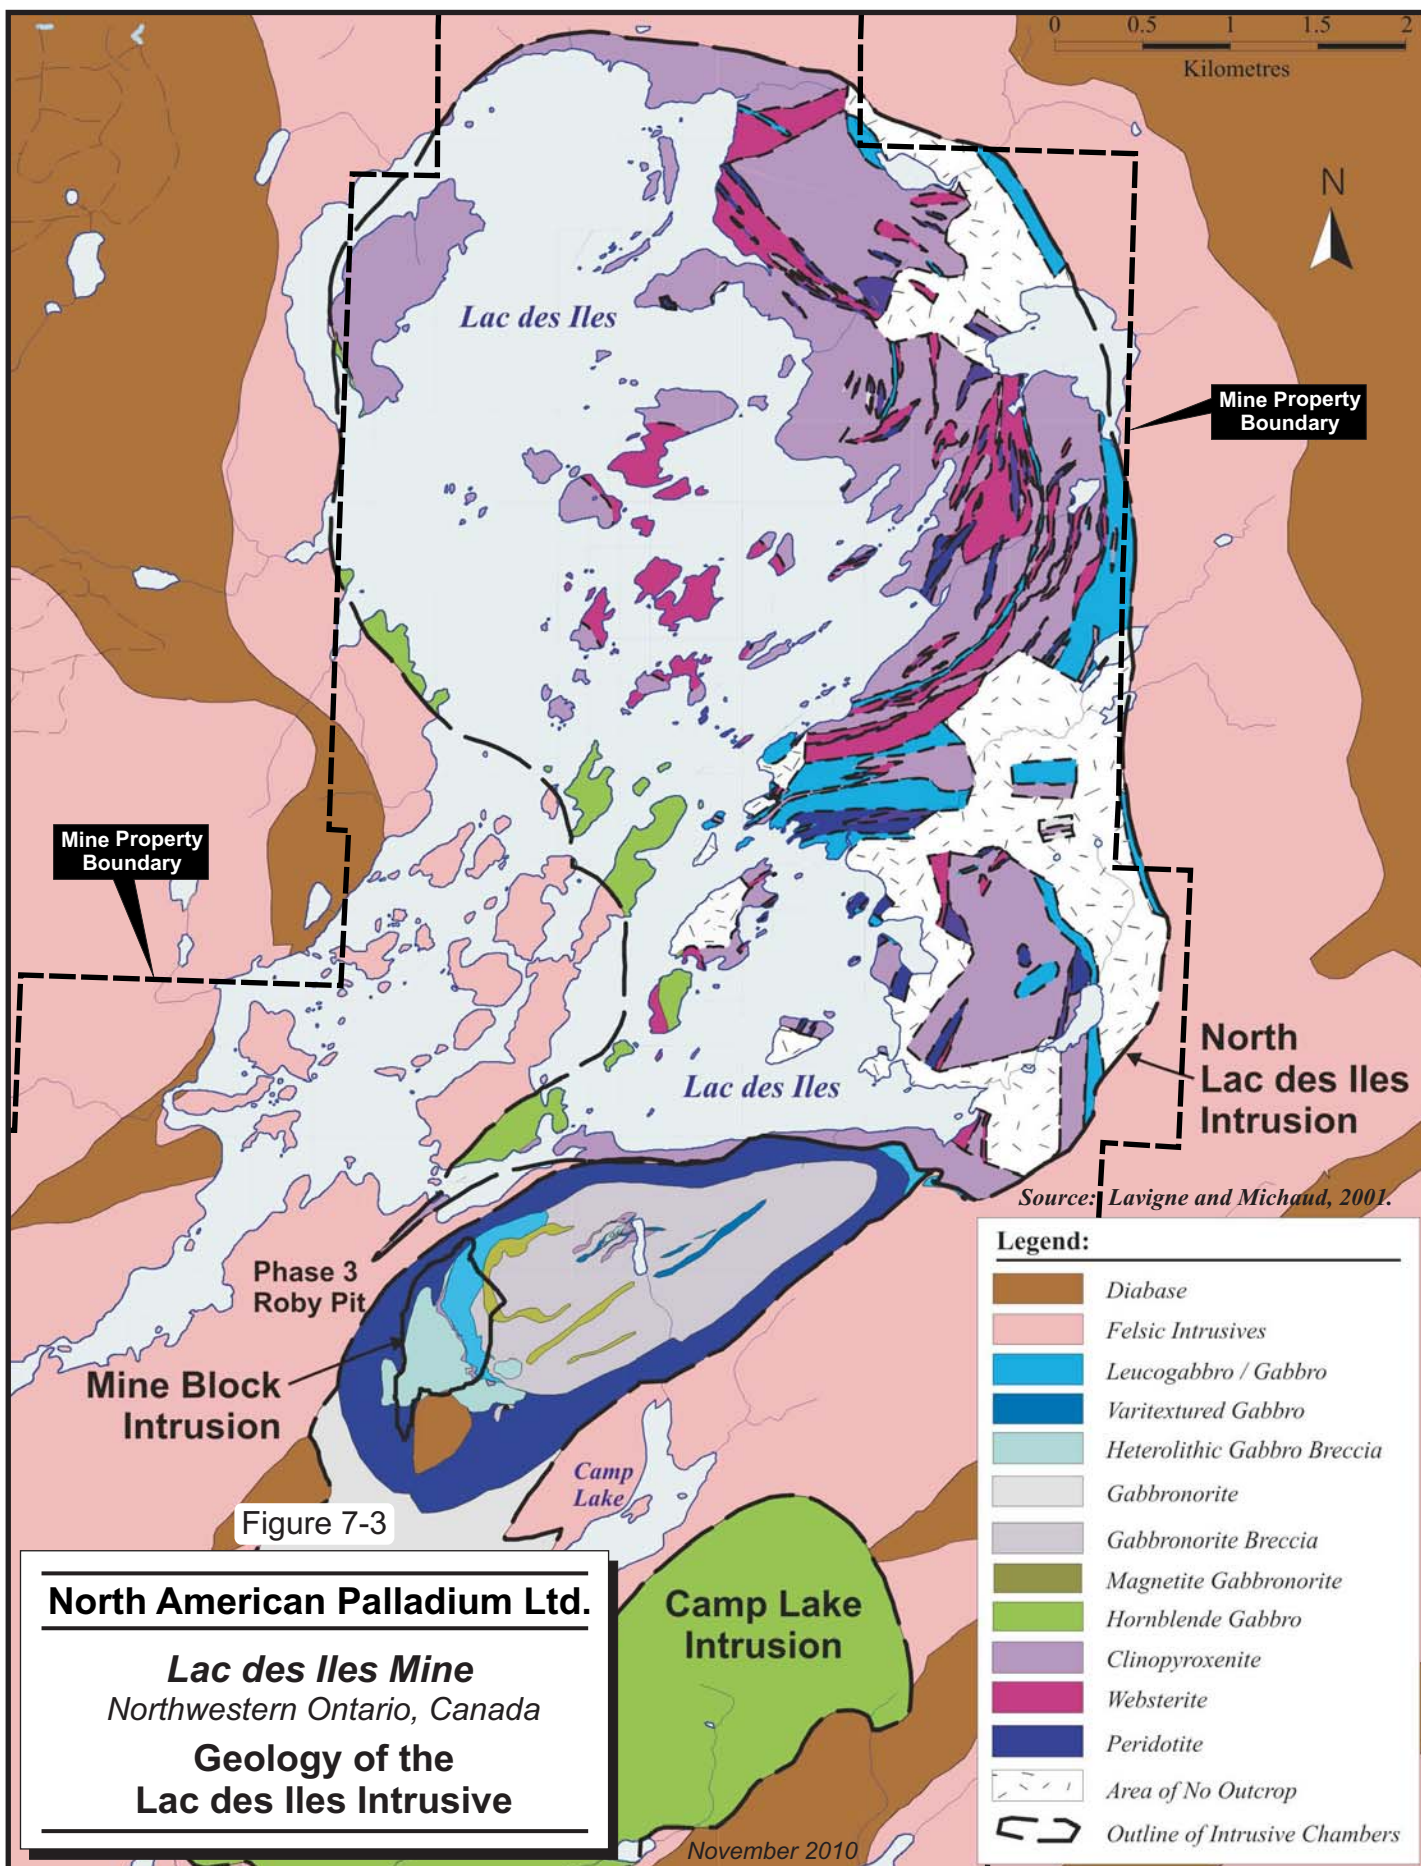 0 0.5 1 1.5 2
Kilometres
N
Lac des Iles
Mine Property
Boundary
Mine Property
Boundary
Lac des Iles
North
Lac des Iles
Intrusion
Source: Lavigne and Michaud, 2001.
Phase 3
Roby Pit
Mine Block
Intrusion
Camp
Lake
Camp Lake
Intrusion
Legend:
Diabase
Felsic Intrusives
Leucogabbro / Gabbro
Varitextured Gabbro
Heterolithic Gabbro Breccia
Gabbronorite
Gabbronorite Breccia
Magnetite Gabbronorite
Hornblende Gabbro
Clinopyroxenite
Websterite
Peridotite
Area of No Outcrop
Outline of Intrusive Chambers
Figure 7-3
North American Palladium Ltd.
Lac des Iles Mine
Northwestern Ontario, Canada
Geology of the
Lac des Iles Intrusive
November 2010